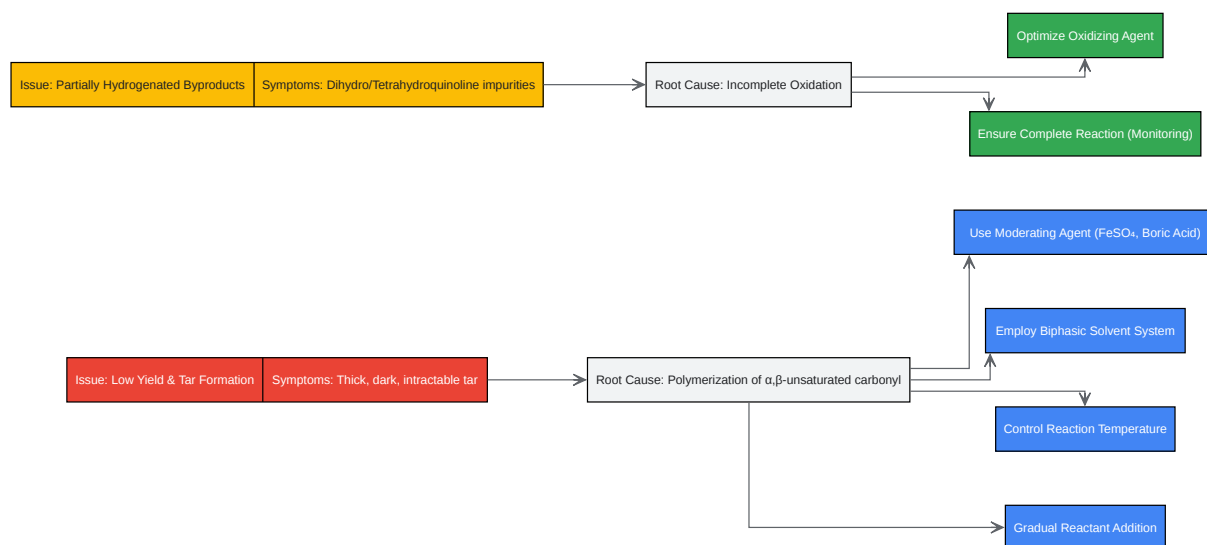 Optimize Oxidizing Agent
Issue: Partially Hydrogenated Byproducts
Symptoms: Dihydro/Tetrahydroquinoline impurities
Root Cause: Incomplete Oxidation
Ensure Complete Reaction (Monitoring)
Use Moderating Agent (FeSO₄, Boric Acid)
Employ Biphasic Solvent System
Issue: Low Yield & Tar Formation
Symptoms: Thick, dark, intractable tar
Root Cause: Polymerization of α,β-unsaturated carbonyl
Control Reaction Temperature
Gradual Reactant Addition